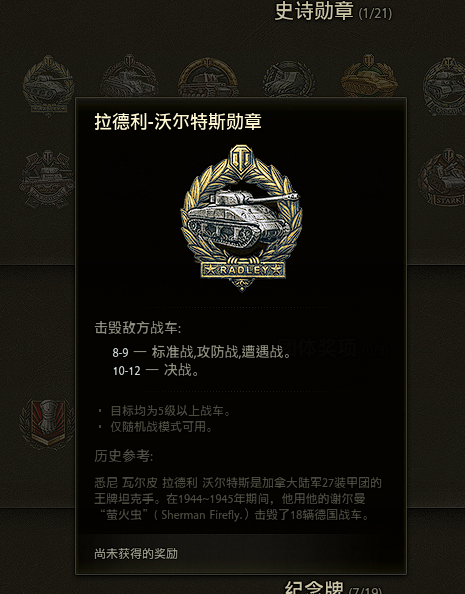 史诗勋章 (1/21)
STARK
拉德利-沃尔特斯勋章
RADLEY
击毁敌方战车:
8-9 — 标准战,攻防战,遭遇战。
10-12 — 决战。
· 目标均为5级以上战车。
· 仅随机战模式可用。
历史参考:
悉尼 瓦尔皮 拉德利 沃尔特斯是加拿大陆军27装甲团的
王牌坦克手。在1944~1945年期间，他用他的谢尔曼
“萤火虫”( Sherman Firefly.）击毁了18辆德国战车。
尚未获得的奖励
纪念牌 (7/19)